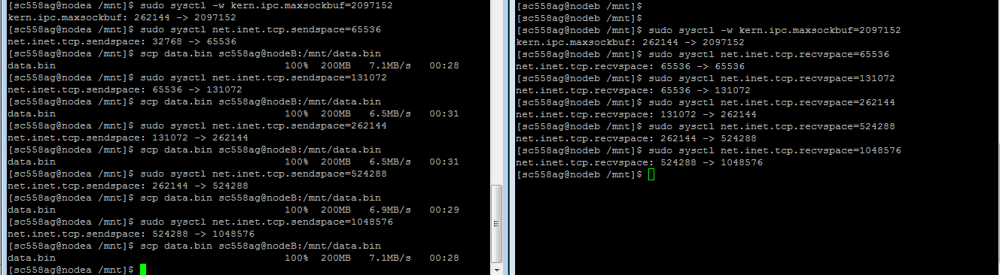 [sc558ag@nodea /mnt]$ sudo sysctl -w kern.ipc.maxsockbuf=2097152
kern.ipc.maxsockbuf: 262144 -> 2097152
[sc558ag@nodea /mnt]$ sudo sysctl net.inet.tcp.sendspace=65536
net.inet.tcp.sendspace: 32768 -> 65536
[sc558ag@nodea /mnt]$ scp data.bin sc558ag@nodeB:/mnt/data.bin
data.bin 100% 200MB 7.1MB/s 00:28
[sc558ag@nodea /mnt]$ sudo sysctl net.inet.tcp.sendspace=131072
net.inet.tcp.sendspace: 65536 -> 131072
[sc558ag@nodea /mnt]$ scp data.bin sc558ag@nodeB:/mnt/data.bin
data.bin 100% 200MB 6.5MB/s 00:31
[sc558ag@nodea /mnt]$ sudo sysctl net.inet.tcp.sendspace=262144
net.inet.tcp.sendspace: 131072 -> 262144
[sc558ag@nodea /mnt]$ scp data.bin sc558ag@nodeB:/mnt/data.bin
data.bin 100% 200MB 6.5MB/s 00:31
[sc558ag@nodea /mnt]$ sudo sysctl net.inet.tcp.sendspace=524288
net.inet.tcp.sendspace: 262144 -> 524288
[sc558ag@nodea /mnt]$ scp data.bin sc558ag@nodeB:/mnt/data.bin
data.bin 100% 200MB 6.9MB/s 00:29
[sc558ag@nodea /mnt]$ sudo sysctl net.inet.tcp.sendspace=1048576
net.inet.tcp.sendspace: 524288 -> 1048576
[sc558ag@nodea /mnt]$ scp data.bin sc558ag@nodeB:/mnt/data.bin
data.bin 100% 200MB 7.1MB/s 00:28
[sc558ag@nodea /mnt]$
[sc558ag@nodeb /mnt]$
[sc558ag@nodeb /mnt]$
[sc558ag@nodeb /mnt]$ sudo sysctl -w kern.ipc.maxsockbuf=2097152
kern.ipc.maxsockbuf: 262144 -> 2097152
[sc558ag@nodeb /mnt]$ sudo sysctl net.inet.tcp.recvspace=65536
net.inet.tcp.recvspace: 65536 -> 65536
[sc558ag@nodeb /mnt]$ sudo sysctl net.inet.tcp.recvspace=131072
net.inet.tcp.recvspace: 65536 -> 131072
[sc558ag@nodeb /mnt]$ sudo sysctl net.inet.tcp.recvspace=262144
net.inet.tcp.recvspace: 131072 -> 262144
[sc558ag@nodeb /mnt]$ sudo sysctl net.inet.tcp.recvspace=524288
net.inet.tcp.recvspace: 262144 -> 524288
[sc558ag@nodeb /mnt]$ sudo sysctl net.inet.tcp.recvspace=1048576
net.inet.tcp.recvspace: 524288 -> 1048576
[sc558ag@nodeb /mnt]$